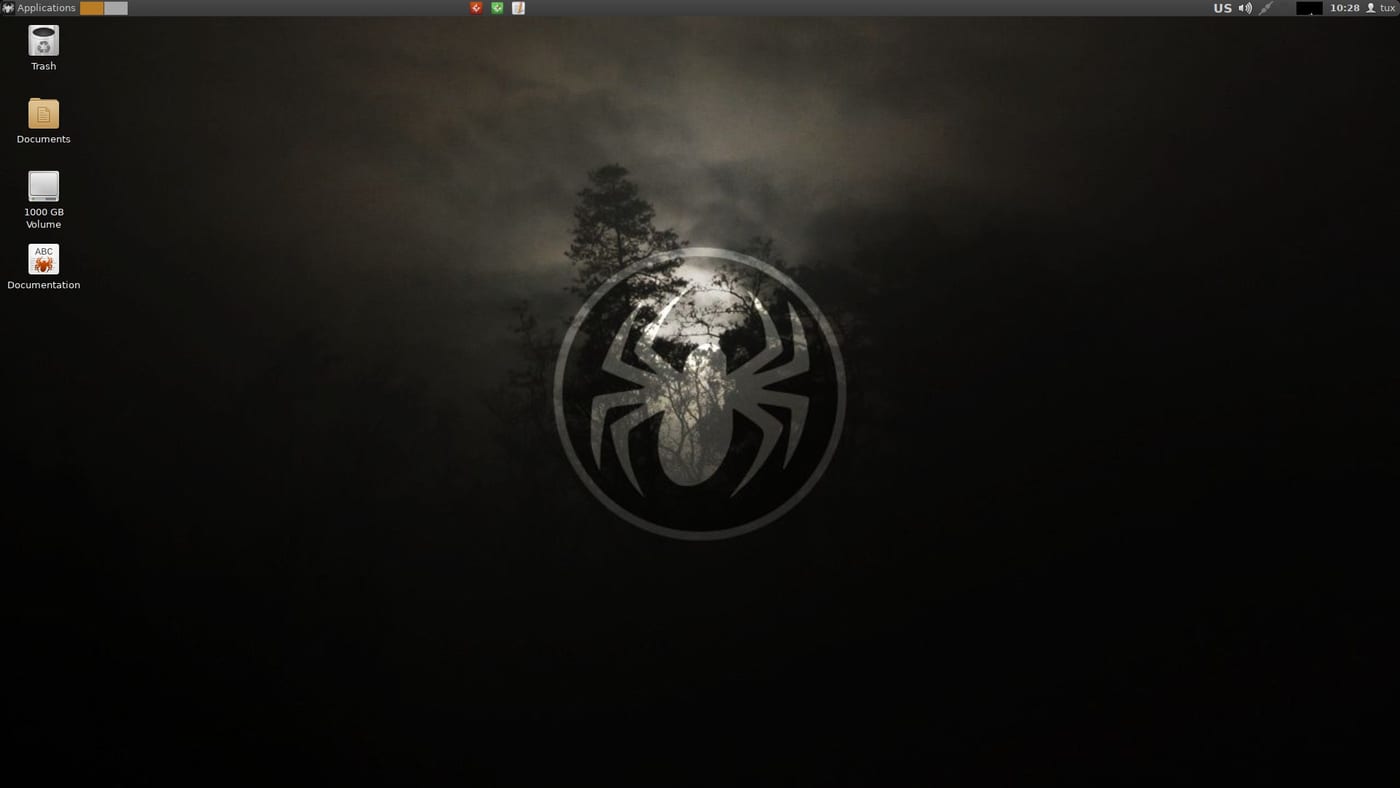 Applications
US
10:28
tux
Trash
Documents
1000 GB
Volume
ABC
Documentation